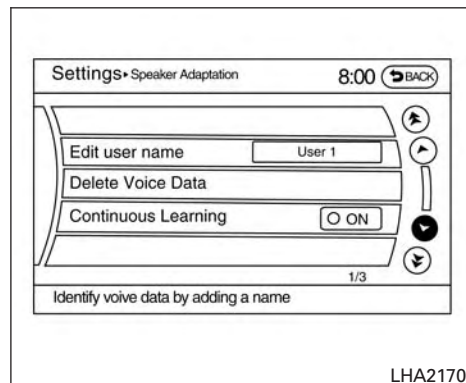 Settings▸Speaker Adaptation 8:00 BACK
Edit user name User 1
Delete Voice Data
Continuous Learning ON
1/3
Identify voive data by adding a name
LHA2170